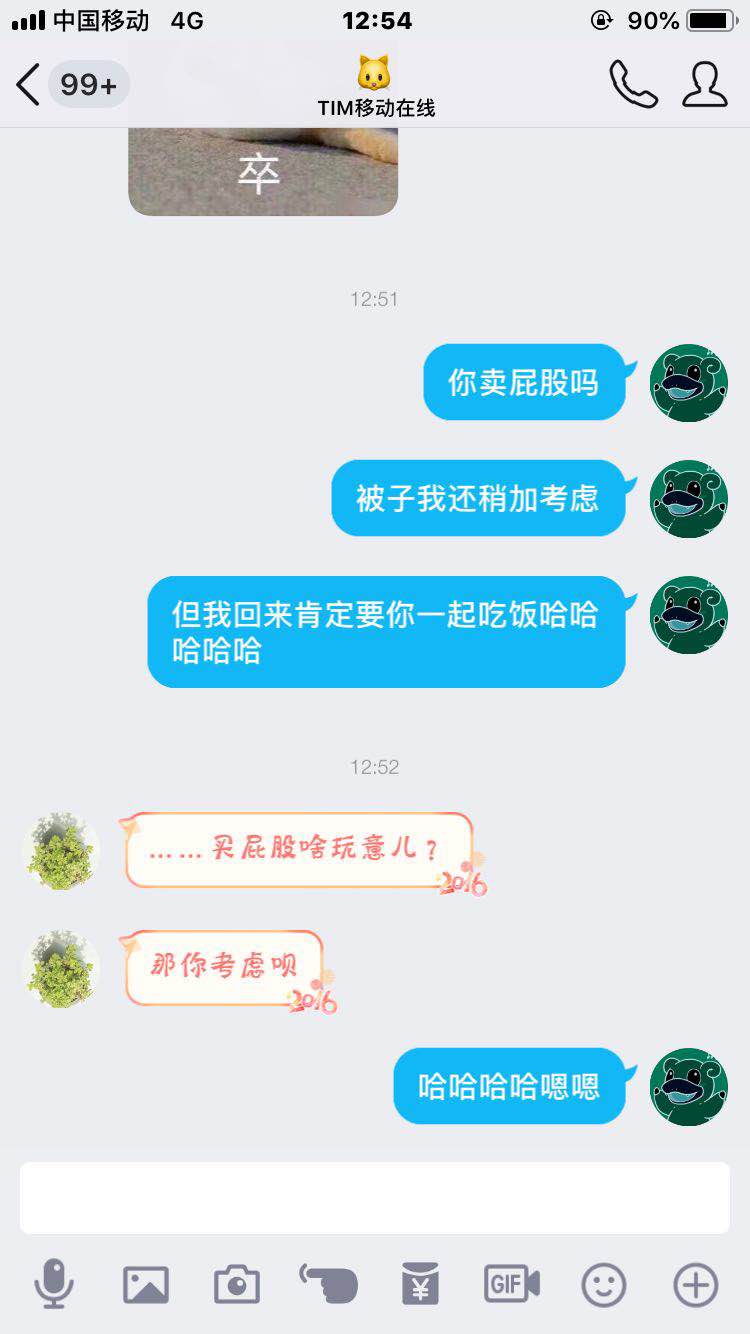 中国移动 4G 12:54 90%
99+
TIM移动在线
卒
12:51
你卖屁股吗
被子我还稍加考虑
但我回来肯定要你一起吃饭哈哈
哈哈哈
12:52
……买屁股啥玩意儿？
2016
那你考虑呗
2016
哈哈哈哈嗯嗯
¥
GIF